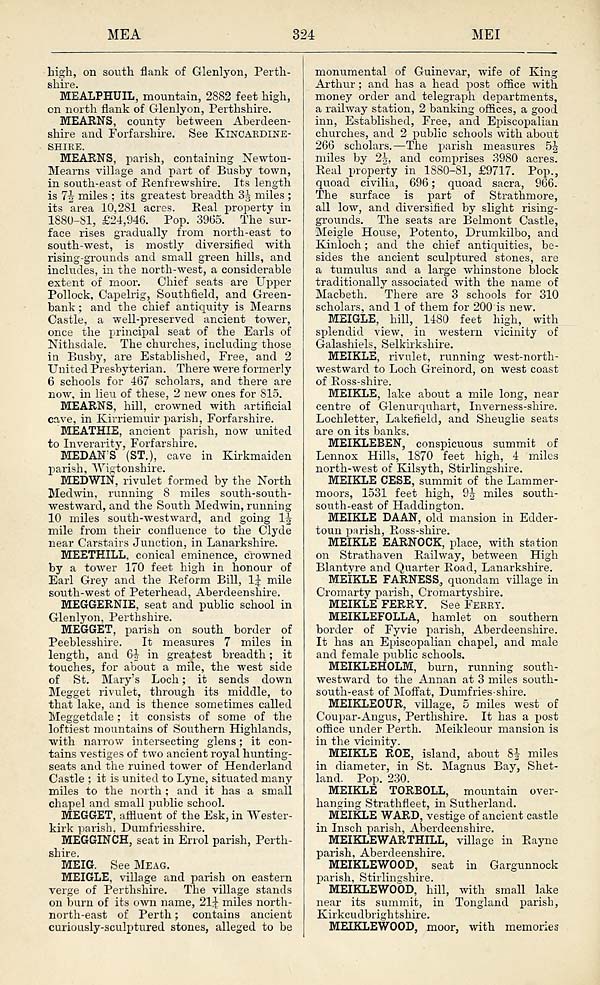 MEA 324 MEI
high, on south flank of Glenlyon, Perth-
shire.
MEALPHUIL, mountain, 2882 feet high,
on north flank of Glenlyon, Perthshire.
MEARNS, county between Aberdeen-
shire and Forfarshire. See KINCARDINE-
SHIRE.
MEARNS, parish, containing Newton-
Mearns village and part of Busby town,
in south-east of Renfrewshire. Its length
is 7½ miles; its greatest breadth 3½ miles;
its area 10,281 acres. Real property in
1880-81, £24,946. Pop. 3965. The sur-
face rises gradually from north-east to
south-west, is mostly diversified with
rising-grounds and small green hills, and
includes, in the north-west, a considerable
extent of moor. Chief seats are Upper
Pollock, Capelrig, Southfield, and Green-
bank; and the chief antiquity is Mearns
Castle, a well-preserved ancient tower,
once the principal seat of the Earls of
Nithsdale. The churches, including those
in Busby, are Established, Free, and 2
United Presbyterian. There were formerly
6 schools for 467 scholars, and there are
now, in lieu of these, 2 new ones for 815.
MEARNS, hill, crowned with artificial
cave, in Kirriemuir parish, Forfarshire.
MEATHIE, ancient parish, now united
to Inverarity, Forfarshire.
MEDAN'S (ST.), cave in Kirkmaiden
parish, Wigtonshire.
MEDWIN, rivulet formed by the North
Medwin, running 8 miles south-south-
westward, and the South Medwin, running
10 miles south-westward, and going 1½
mile from their confluence to the Clyde
near Carstairs Junction, in Lanarkshire.
MEETHILL, conical eminence, crowned
by a tower 170 feet high in honour of
Earl Grey and the Reform Bill, 1¼ mile
south-west of Peterhead, Aberdeenshire.
MEGGERNIE, seat and public school in
Glenlyon, Perthshire.
MEGGET, parish on south border of
Peeblesshire. It measures 7 miles in
length, and 6½ in greatest breadth; it
touches, for about a mile, the west side
of St. Mary's Loch; it sends down
Megget rivulet, through its middle, to
that lake, and is thence sometimes called
Meggetdale; it consists of some of the
loftiest mountains of Southern Highlands,
with narrow intersecting glens; it con-
tains vestiges of two ancient royal hunting-
seats and the ruined tower of Henderland
Castle; it is united to Lyne, situated many
miles to the north; and it has a small
chapel and small public school.
MEGGET, affluent of the Esk, in Wester-
kirk parish, Dumfriesshire.
MEGGINCH, seat in Errol parish, Perth-
shire.
MEIG. See MEAG.
MEIGLE, village and parish on eastern
verge of Perthshire. The village stands
on burn of its own name, 21¼ miles north-
north-east of Perth; contains ancient
curiously-sculptured stones, alleged to be
monumental of Guinevar, wife of King
Arthur; and has a head post office with
money order and telegraph departments,
a railway station, 2 banking offices, a good
inn, Established, Free, and Episcopalian
churches, and 2 public schools with about
266 scholars.—The parish measures 5½
miles by 2½, and comprises 3980 acres.
Real property in 1880-81, £9717. Pop.,
quoad civilia, 696; quoad sacra, 966.
The surface is part of Strathmore,
all low, and diversified by slight rising-
grounds. The seats are Belmont Castle,
Meigle House, Potento, Drumkilbo, and
Kinloch; and the chief antiquities, be-
sides the ancient sculptured stones, are
a tumulus and a large whinstone block
traditionally associated with the name of
Macbeth. There are 3 schools for 310
scholars, and 1 of them for 200 is new.
MEIGLE, hill, 1480 feet high, with
splendid view, in western vicinity of
Galashiels, Selkirkshire.
MEIKLE, rivulet, running west-north-
westward to Loch Greinord, on west coast
of Ross-shire.
MEIKLE, lake about a mile long, near
centre of Glenurquhart, Inverness-shire.
Lochletter, Lakefield, and Sheuglie seats
are on its banks.
MEIKLEBEN, conspicuous summit of
Lennox Hills, 1870 feet high, 4 miles
north-west of Kilsyth, Stirlingshire.
MEIKLE CESE, summit of the Lammer-
moors, 1531 feet high, 9½ miles south-
south-east of Haddington.
MEIKLE DAAN, old mansion in Edder-
toun parish, Ross-shire.
MEIKLE EARNOCK, place, with station
on Strathaven Railway, between High
Blantyre and Quarter Road, Lanarkshire.
MEIKLE FARNESS, quondam village in
Cromarty parish, Cromartyshire.
MEIKLE FERRY. See FERRY.
MEIKLEFOLLA, hamlet on southern
border of Fyvie parish, Aberdeenshire.
It has an Episcopalian chapel, and male
and female public schools.
MEIKLEHOLM, burn, running south-
westward to the Annan at 3 miles south-
south-east of Moffat, Dumfries-shire.
MEIKLEOUR, village, 5 miles west of
Coupar-Angus, Perthshire. It has a post
office under Perth. Meikleour mansion is
in the vicinity.
MEIKLE ROE, island, about 8½ miles
in diameter, in St. Magnus Bay, Shet-
land. Pop. 230.
MEIKLE TORBOLL, mountain over-
hanging Strathfleet, in Sutherland.
MEIKLE WARD, vestige of ancient castle
in Insch parish, Aberdeenshire.
MEIKLEWARTHILL, village in Rayne
parish, Aberdeenshire.
MEIKLEWOOD, seat in Gargunnock
parish, Stirlingshire.
MEIKLEWOOD, hill, with small lake
near its summit, in Tongland parish,
Kirkcudbrightshire.
MEIKLEWOOD, moor, with memories